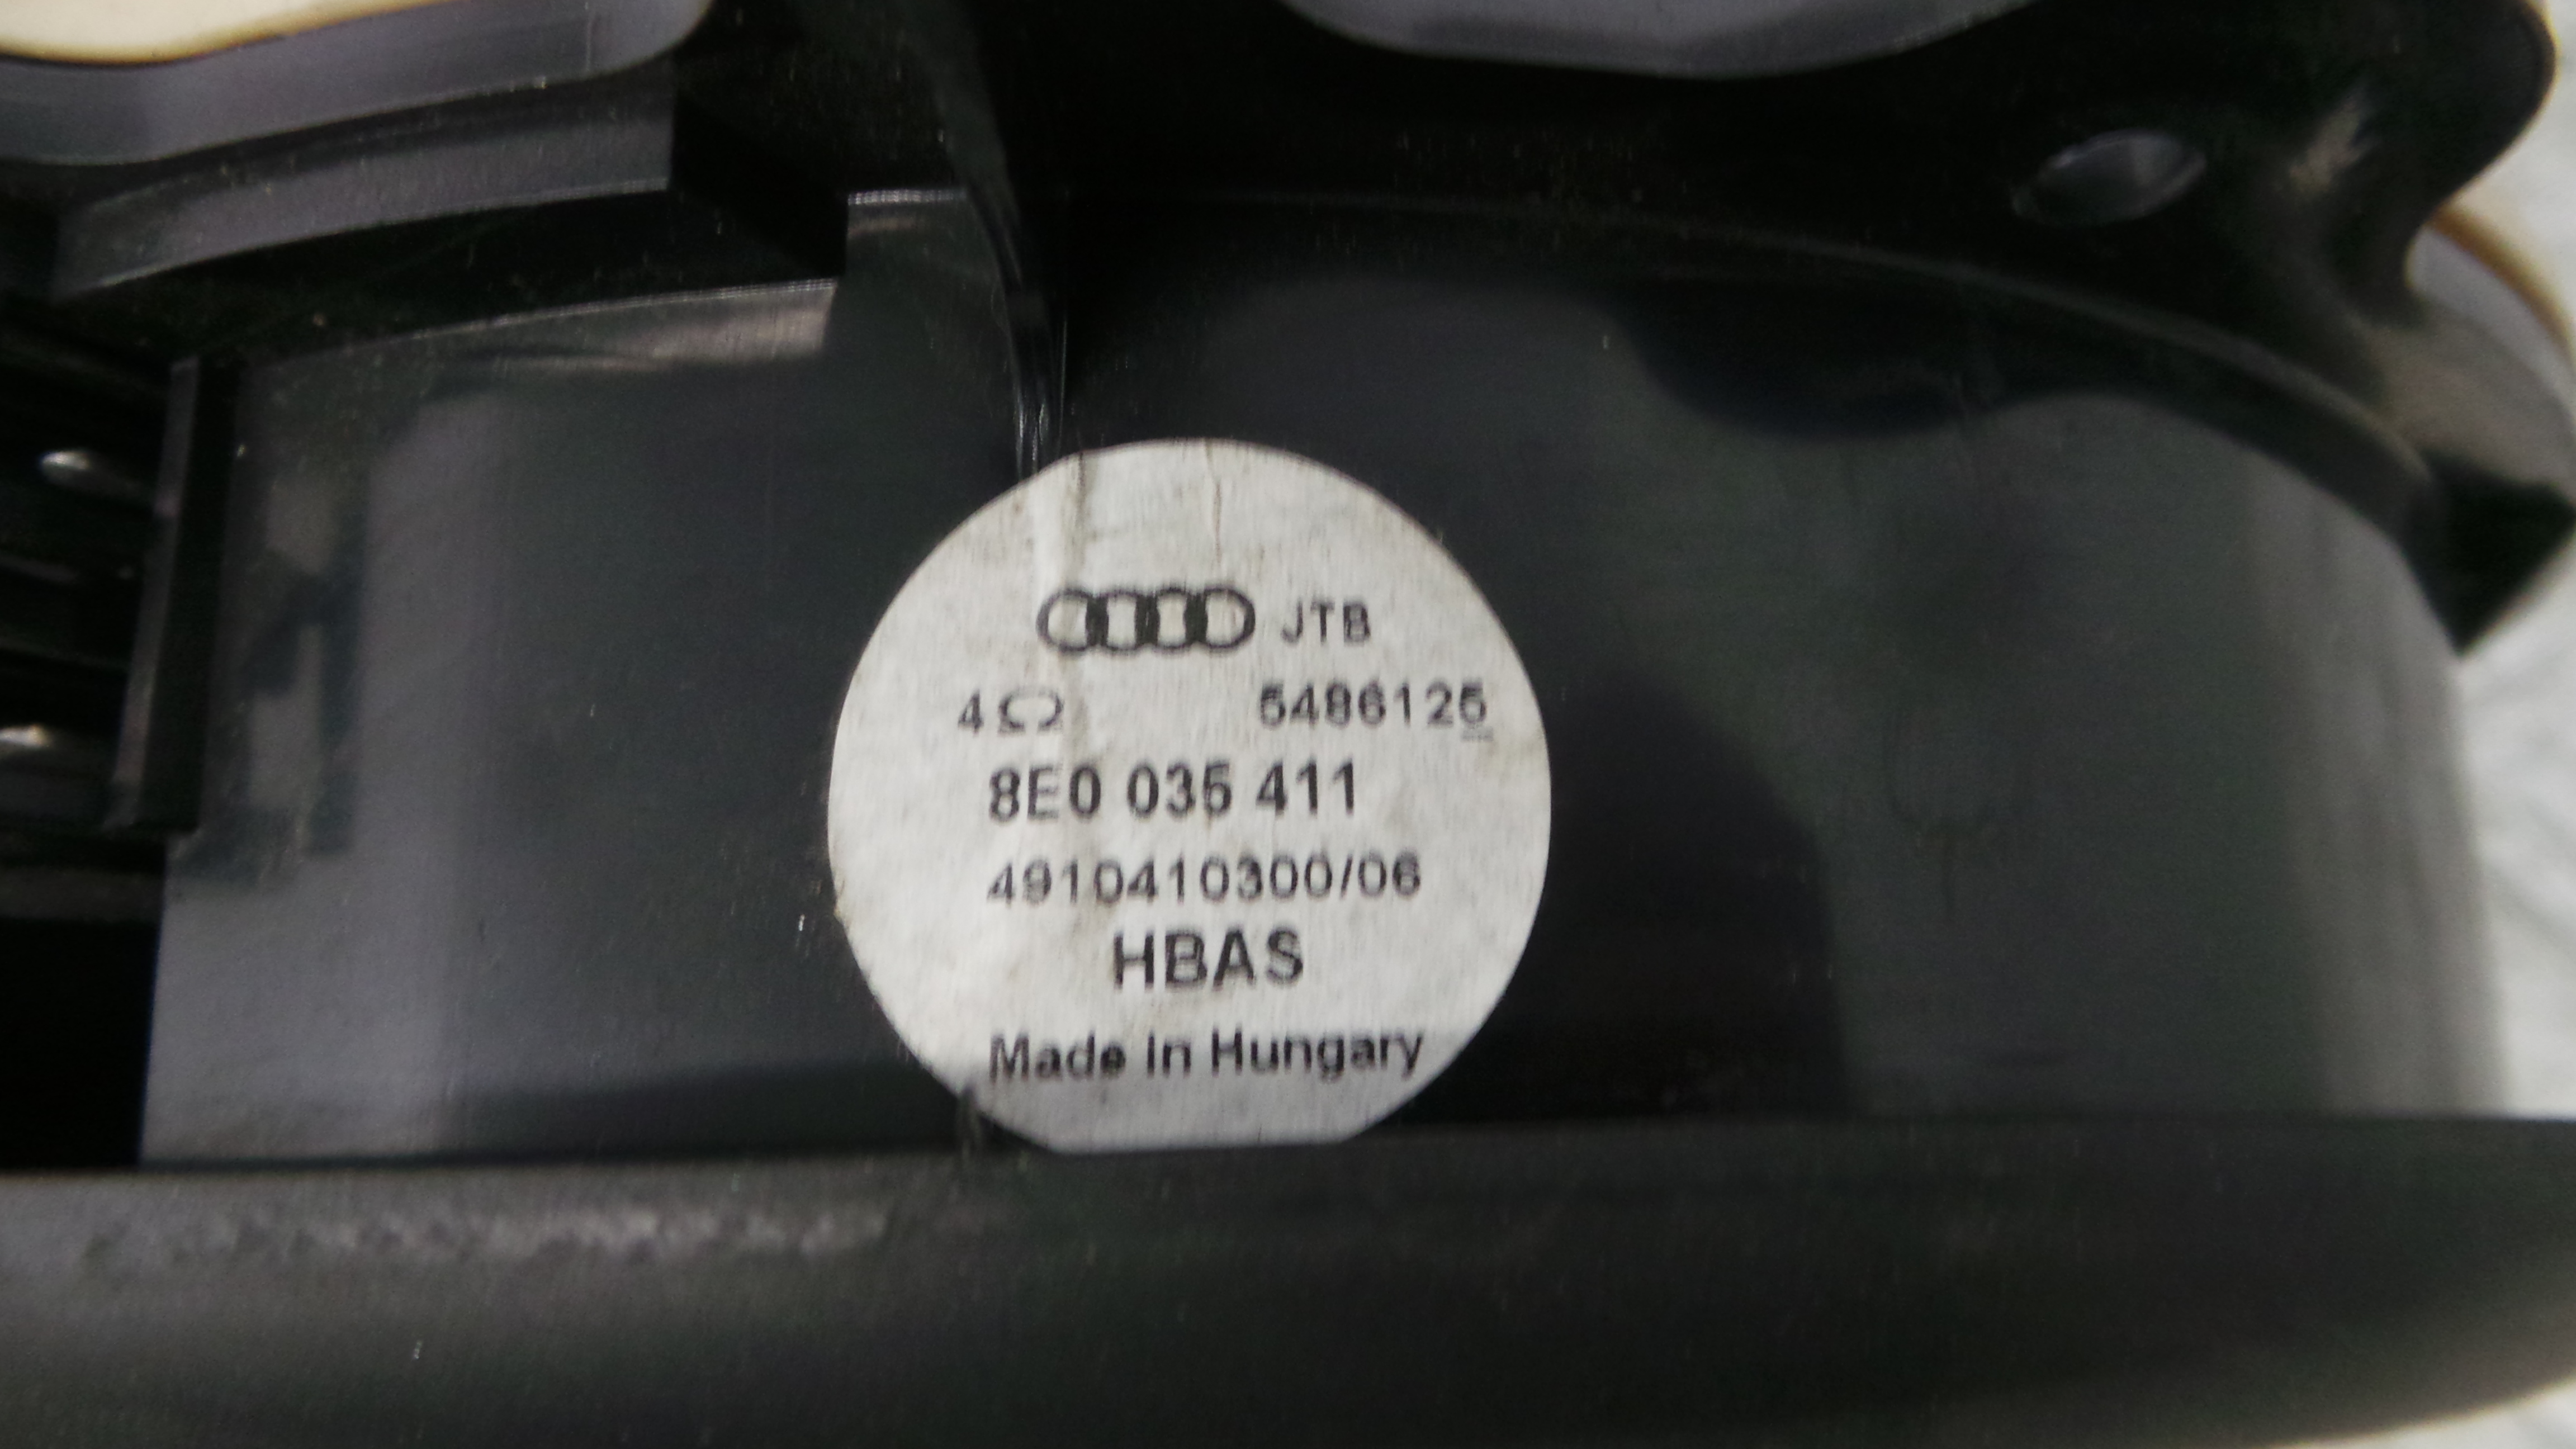 JTB
4Ω 5486125
8E0 035 411
4910410300/06
HBAS
Made in Hungary